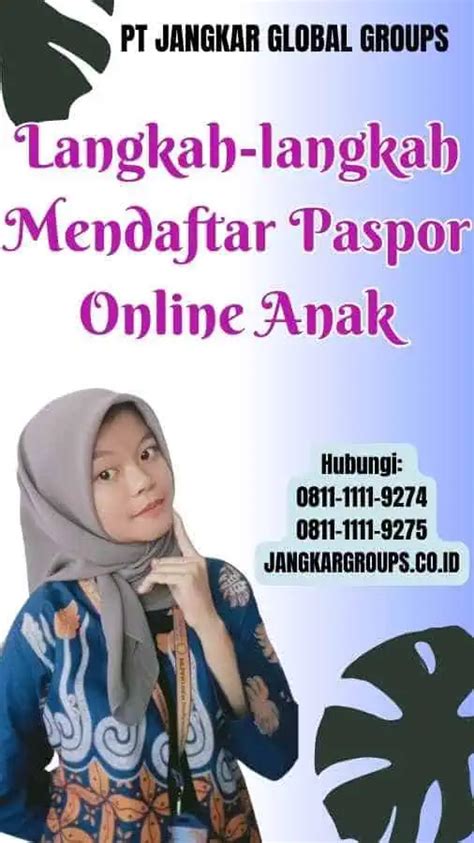 PT JANGKAR GLOBAL GROUPS
Langkah-langkah
Mendaftar Paspor
Online Anak
Hubungi:
0811-1111-9274
0811-1111-9275
JANGKARGROUPS.CO.ID